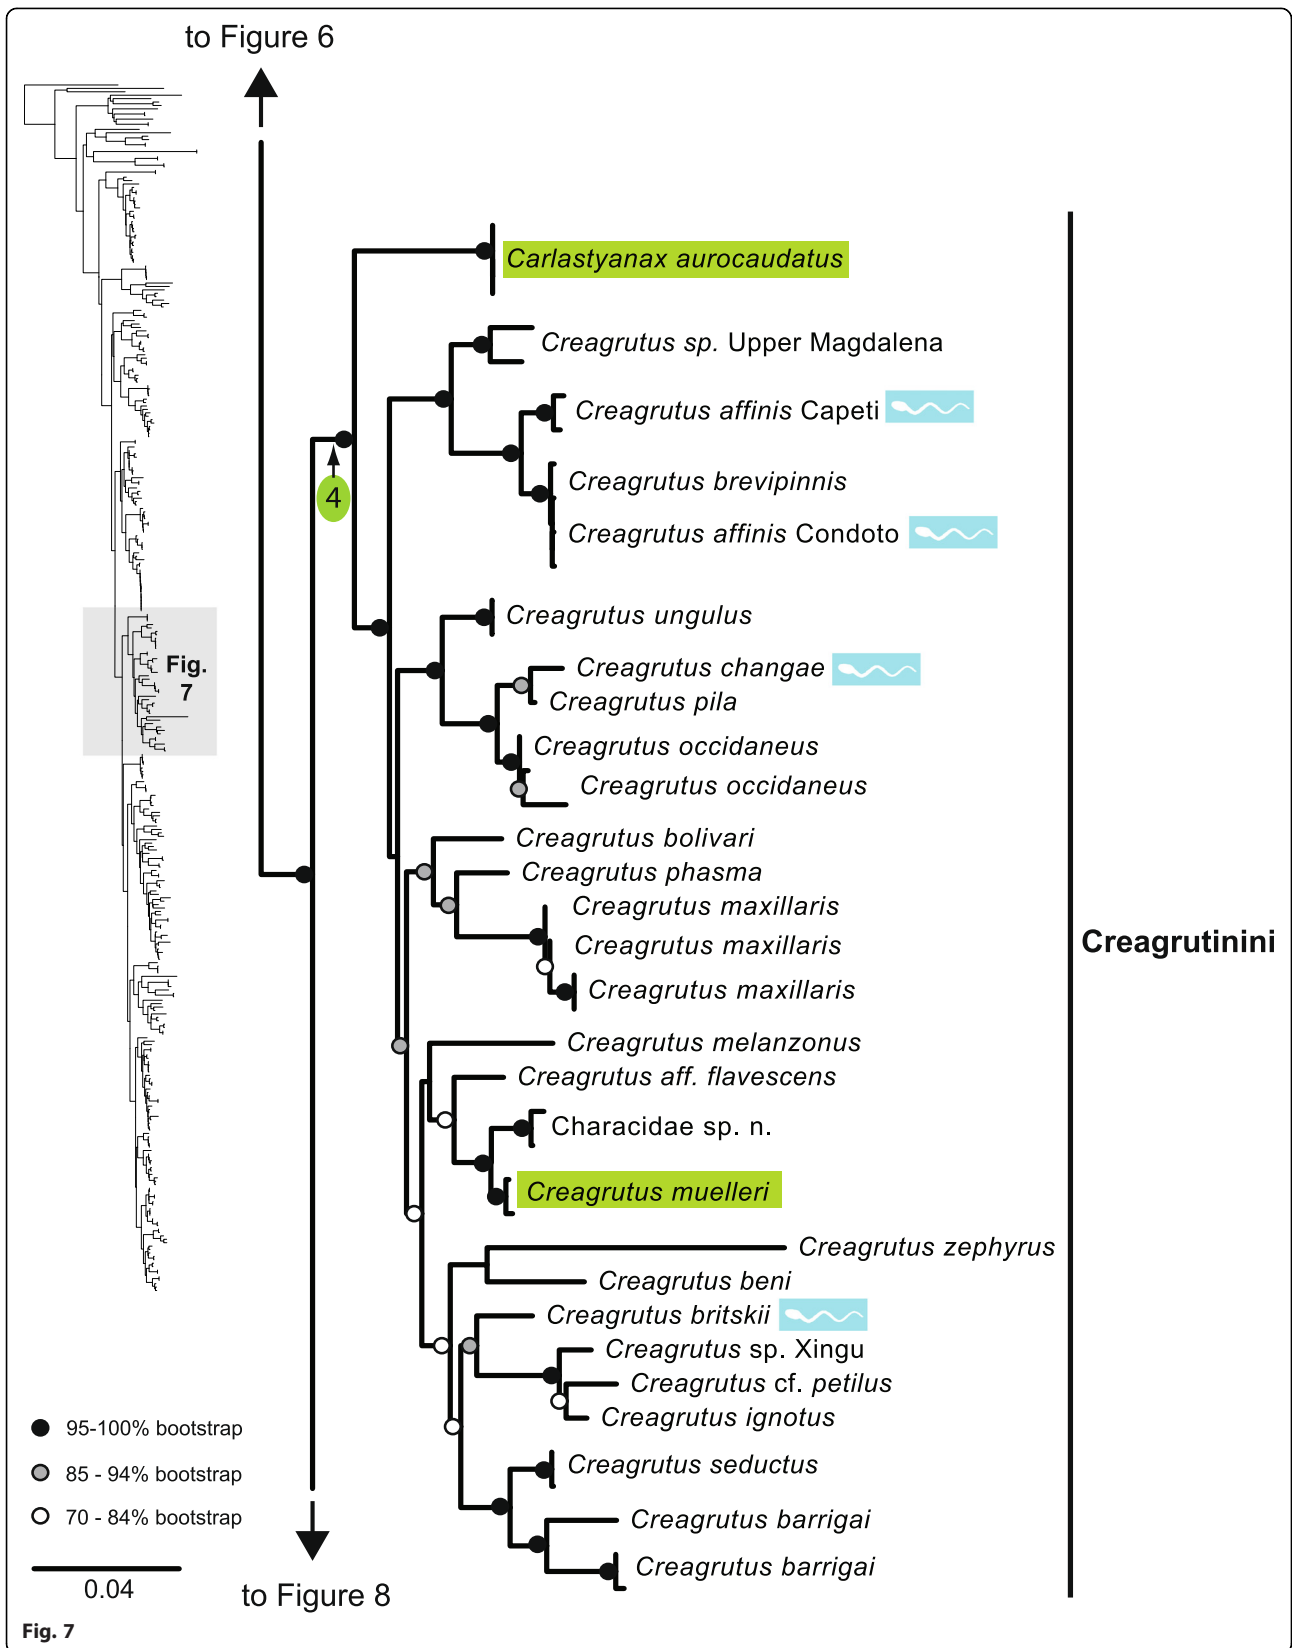 to Figure 6
Carlastyanax aurocaudatus
Creagrutus sp. Upper Magdalena
Creagrutus affinis Capeti
Creagrutus brevipinnis
4
Creagrutus affinis Condoto
Creagrutus ungulus
Fig.
7
Creagrutus changae
Creagrutus pila
Creagrutus occidaneus
Creagrutus occidaneus
Creagrutus bolivari
Creagrutus phasma
Creagrutus maxillaris
Creagrutus maxillaris
Creagrutinini
Creagrutus maxillaris
Creagrutus melanzonus
Creagrutus aff. flavescens
Characidae sp. n.
Creagrutus muelleri
Creagrutus zephyrus
Creagrutus beni
Creagrutus britskii
Creagrutus sp. Xingu
Creagrutus cf. petilus
Creagrutus ignotus
95-100% bootstrap
85 - 94% bootstrap
70 - 84% bootstrap
Creagrutus seductus
Creagrutus barrigai
Creagrutus barrigai
0.04
to Figure 8
Fig. 7